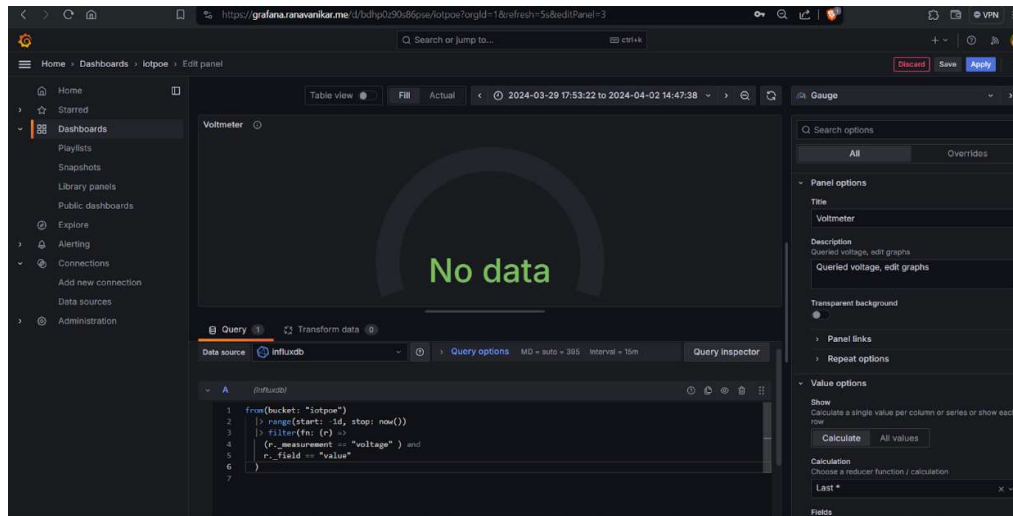 https://grafana.ranavanikar.me/d/bdhp0z90s86pse/iotpoe?orgId=1&refresh=5s&editPanel=3
VPN
Search or jump to... ctrl+k
Home › Dashboards › iotpoe › Edit panel
Discard Save Apply
Home
Starred
Dashboards
Playlists
Snapshots
Library panels
Public dashboards
Explore
Alerting
Connections
Add new connection
Data sources
Administration
Table view Fill Actual 2024-03-29 17:53:22 to 2024-04-02 14:47:38
Voltmeter
No data
Query 1 Transform data 0
Data source influxdb Query options MD = auto = 385 Interval = 15m Query inspector
A (influxdb)
1 from(bucket: "iotpoe")
2 |> range(start: -1d, stop: now())
3 |> filter(fn: (r) =>
4 (r._measurement == "voltage" ) and
5 r._field == "value"
6 )
7
Gauge
Search options
All Overrides
Panel options
Title
Voltmeter
Description
Queried voltage, edit graphs
Queried voltage, edit graphs
Transparent background
Panel links
Repeat options
Value options
Show
Calculate a single value per column or series or show each
row
Calculate All values
Calculation
Choose a reducer function / calculation
Last *
Fields